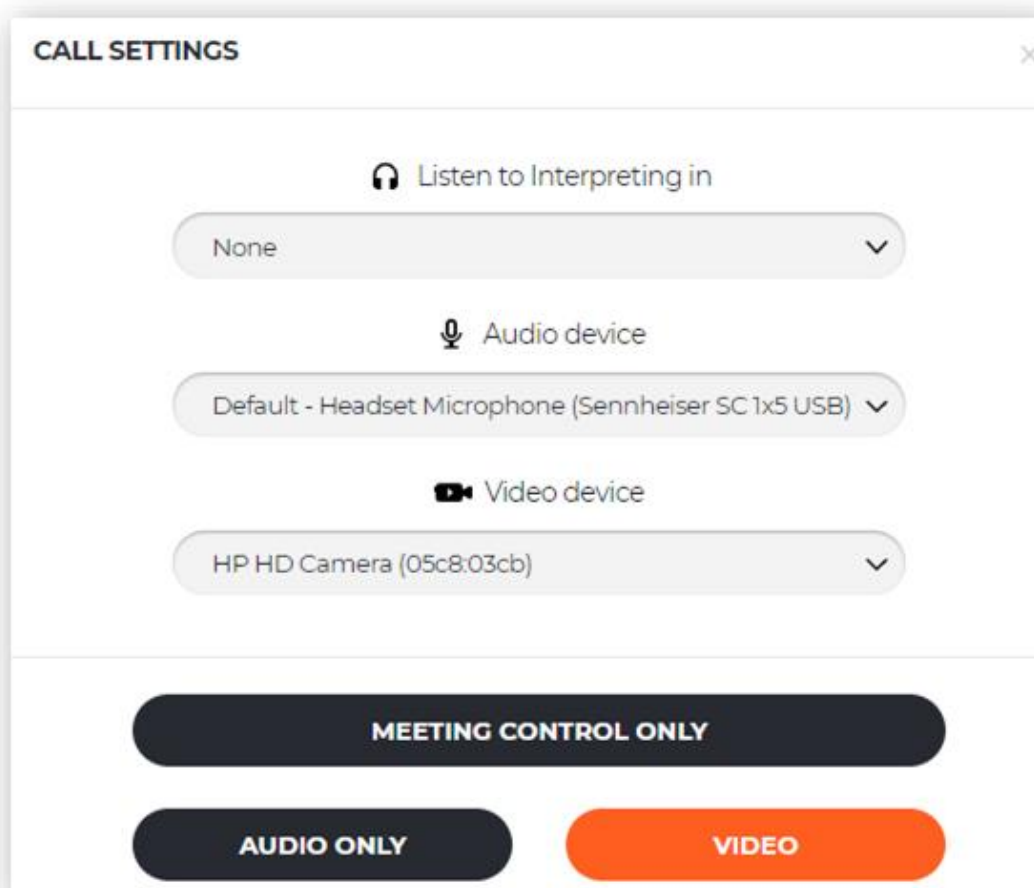 CALL SETTINGS
Listen to Interpreting in
None
Audio device
Default - Headset Microphone (Sennheiser SC 1x5 USB)
Video device
HP HD Camera (05c8:03cb)
MEETING CONTROL ONLY
AUDIO ONLY
VIDEO